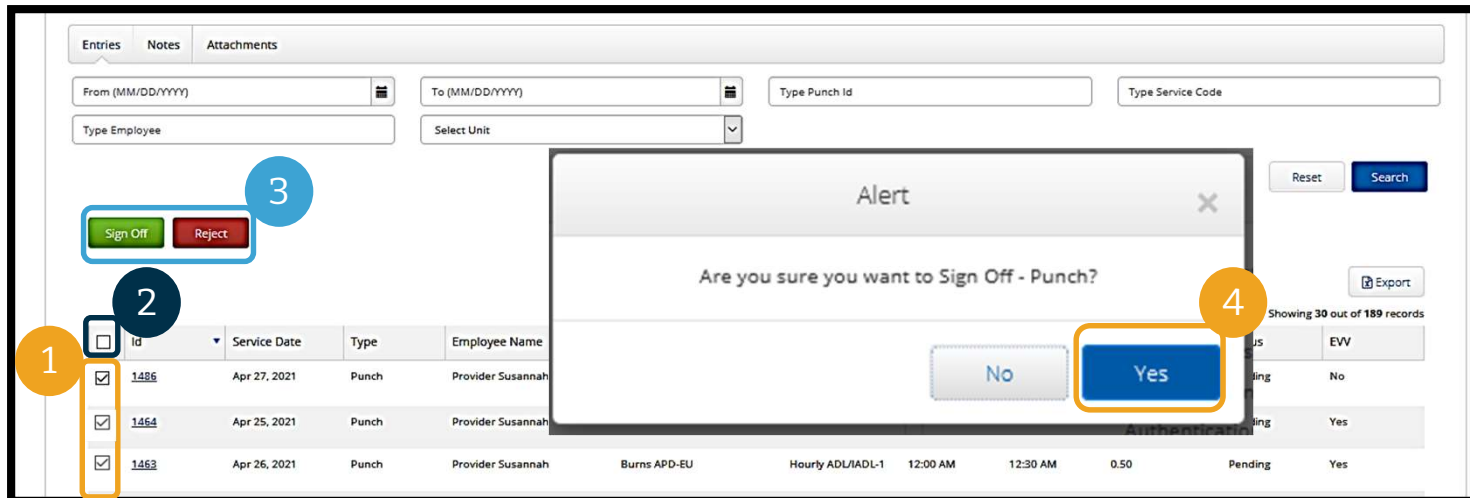 Entries Notes Attachments
From (MM/DD/YYYY) To (MM/DD/YYYY) Type Punch Id Type Service Code
Type Employee Select Unit
Reset Search
Alert ×
3
Sign Off Reject
Are you sure you want to Sign Off - Punch?
Export
2
4
Showing 30 out of 189 records
1
Id Service Date Type Employee Name us EVV
No Yes
1486 Apr 27, 2021 Punch Provider Susannah ding No
1464 Apr 25, 2021 Punch Provider Susannah ding Yes
Authentication
1463 Apr 26, 2021 Punch Provider Susannah Burns APD-EU Hourly ADL/IADL-1 12:00 AM 12:30 AM 0.50 Pending Yes